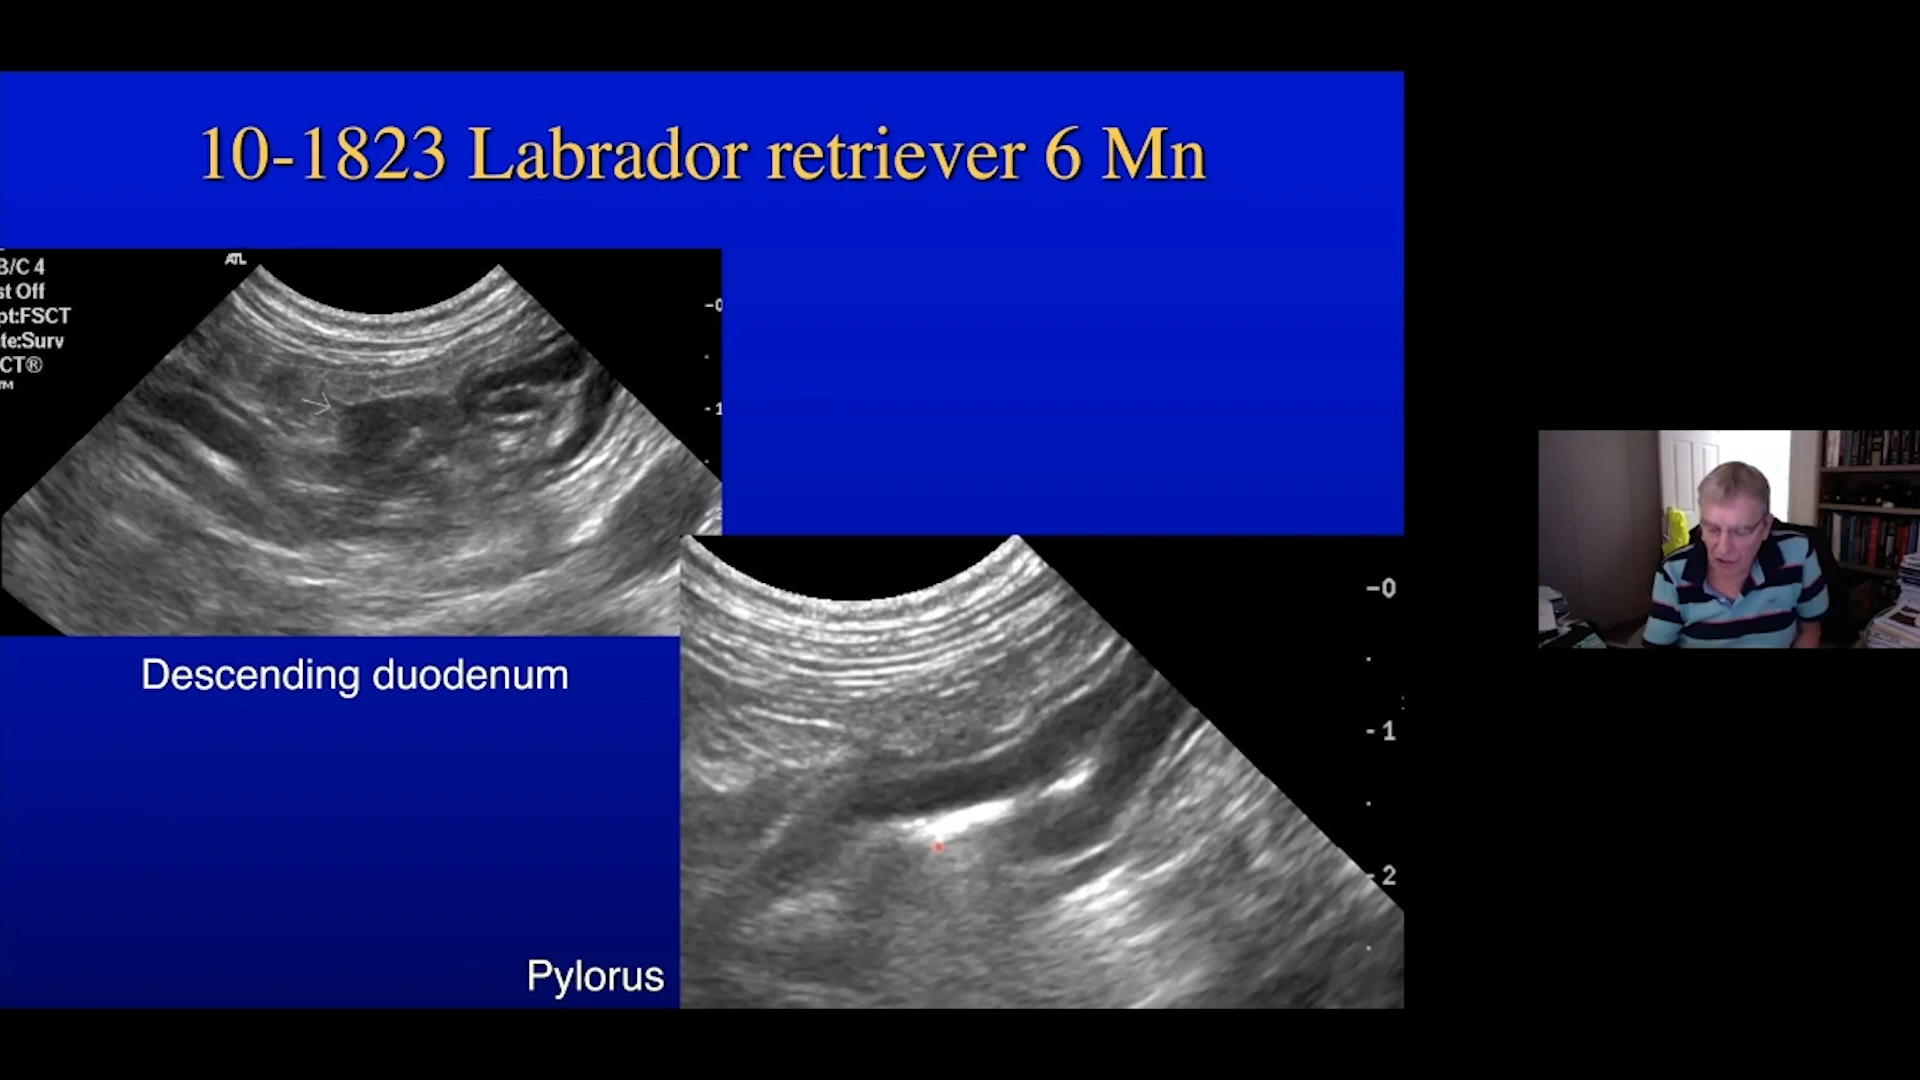 10-1823 Labrador retriever 6 Mn
ATL
B/C 4
st Off
pt:FSCT
te:Surv
CT®
TM
-0
-1
Descending duodenum
-0
-1
-2
Pylorus